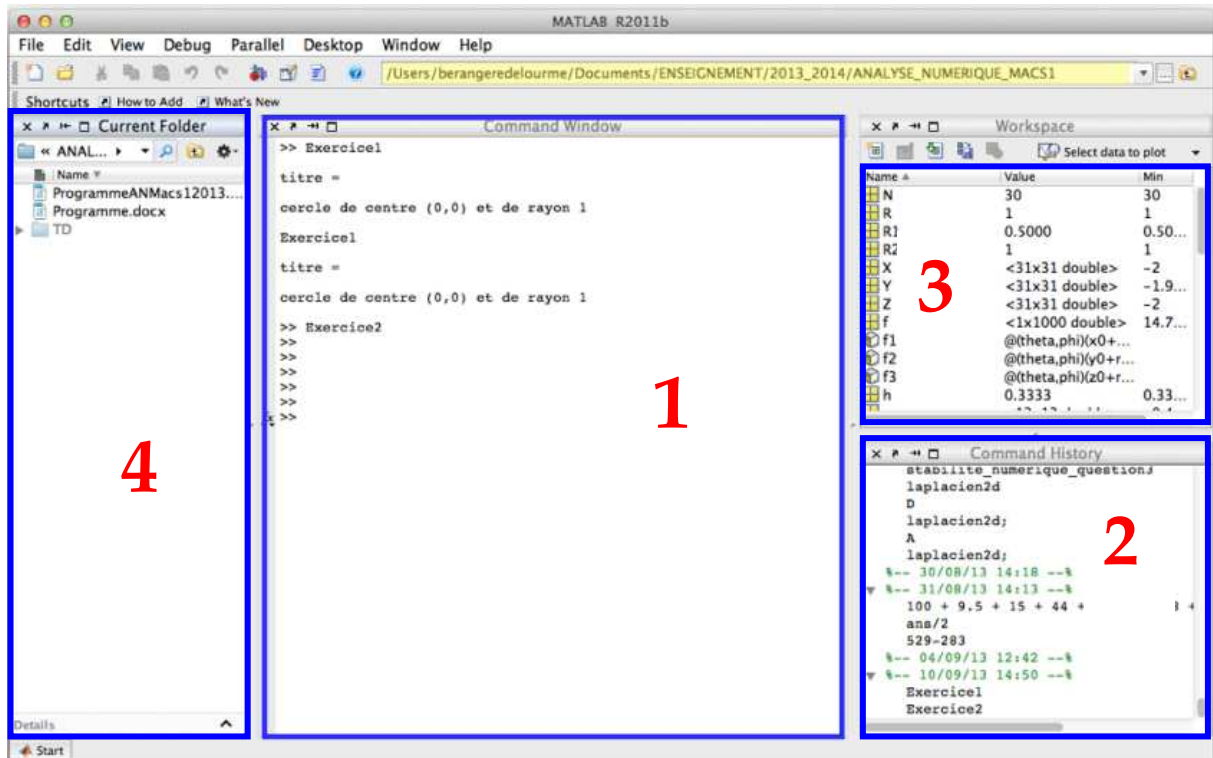 MATLAB R2011b
File Edit View Debug Parallel Desktop Window Help
/Users/berangeredelourme/Documents/ENSEIGNEMENT/2013_2014/ANALYSE_NUMERIQUE_MACS1
Shortcuts How to Add What's New
Current Folder
« ANAL...
Name
ProgrammeANMacs12013....
Programme.docx
TD
4
Details
Start
Command Window
>> Exercice1
titre =
cercle de centre (0,0) et de rayon 1
Exercice1
titre =
cercle de centre (0,0) et de rayon 1
>> Exercice2
>>
>>
>>
>>
>>
>>
1
Workspace
Select data to plot
Name Value Min
N 30 30
R 1 1
R1 0.5000 0.50...
R2 1 1
X <31x31 double> -2
Y <31x31 double> -1.9...
Z <31x31 double> -2
f <1x1000 double> 14.7...
f1 @(theta,phi)(x0+...
f2 @(theta,phi)(y0+r...
f3 @(theta,phi)(z0+r...
h 0.3333 0.33...
3
Command History
stabilite_numerique_question3
laplacien2d
D
laplacien2d;
A
laplacien2d;
%-- 30/08/13 14:18 --%
%-- 31/08/13 14:13 --%
100 + 9.5 + 15 + 44 +
ans/2
529-283
%-- 04/09/13 12:42 --%
%-- 10/09/13 14:50 --%
Exercice1
Exercice2
2